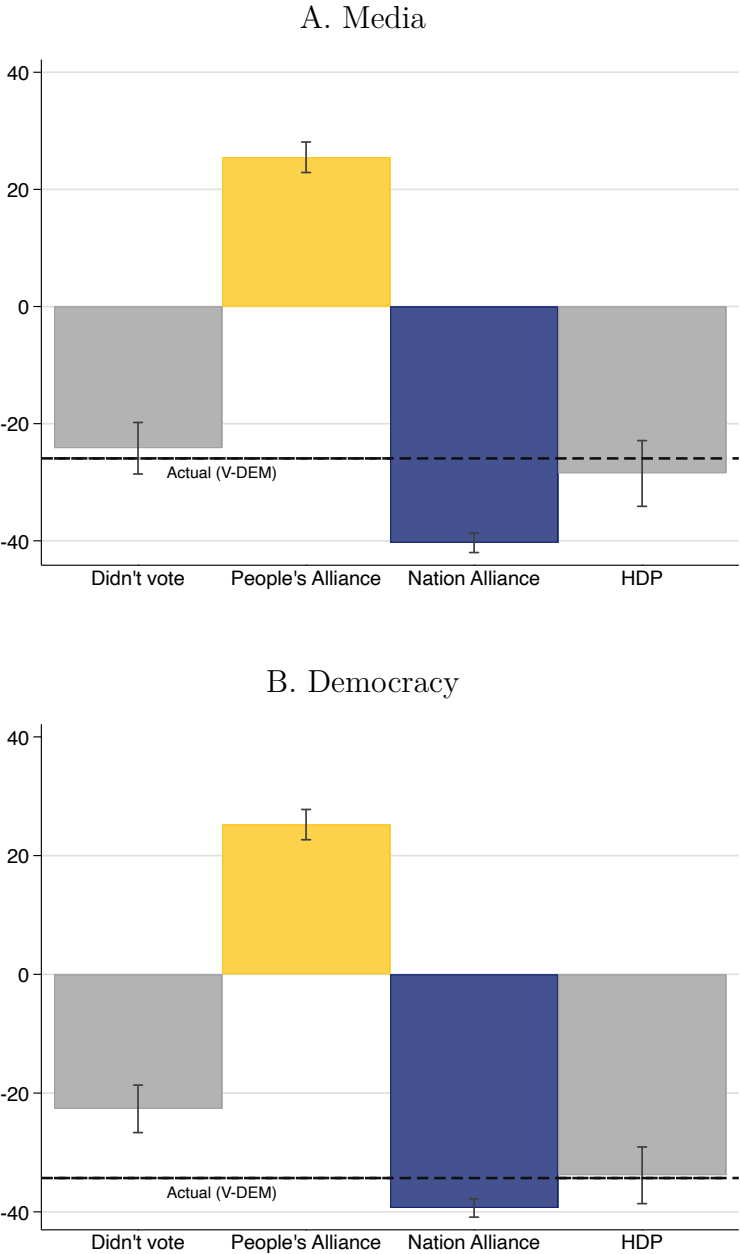 A. Media
40
20
0
-20
Actual (V-DEM)
-40
Didn't vote People's Alliance Nation Alliance HDP
B. Democracy
40
20
0
-20
Actual (V-DEM)
-40
Didn't vote People's Alliance Nation Alliance HDP